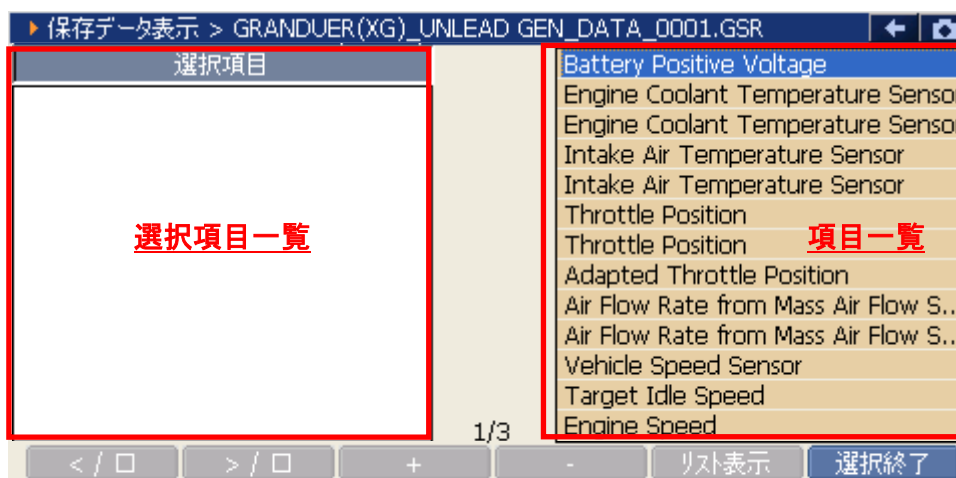 保存データ表示 > GRANDUER(XG)_UNLEAD GEN_DATA_0001.GSR
選択項目
選択項目一覧
Battery Positive Voltage
Engine Coolant Temperature Sensor
Engine Coolant Temperature Sensor
Intake Air Temperature Sensor
Intake Air Temperature Sensor
Throttle Position
Throttle Position
項目一覧
Adapted Throttle Position
Air Flow Rate from Mass Air Flow S..
Air Flow Rate from Mass Air Flow S..
Vehicle Speed Sensor
Target Idle Speed
Engine Speed
1/3
< / □ > / □ + - リスト表示 選択終了